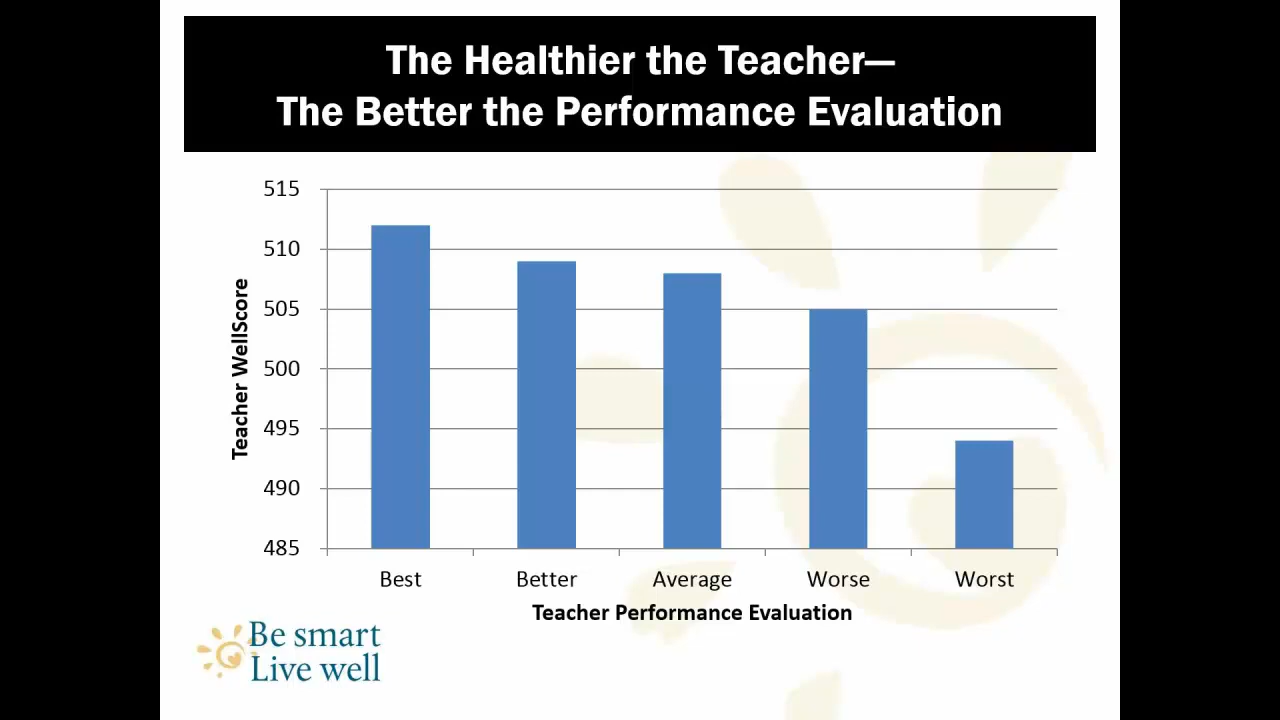 The Healthier the Teacher—
The Better the Performance Evaluation
515
510
505
500
495
490
485
Teacher WellScore
Best Better Average Worse Worst
Teacher Performance Evaluation
Be smart
Live well